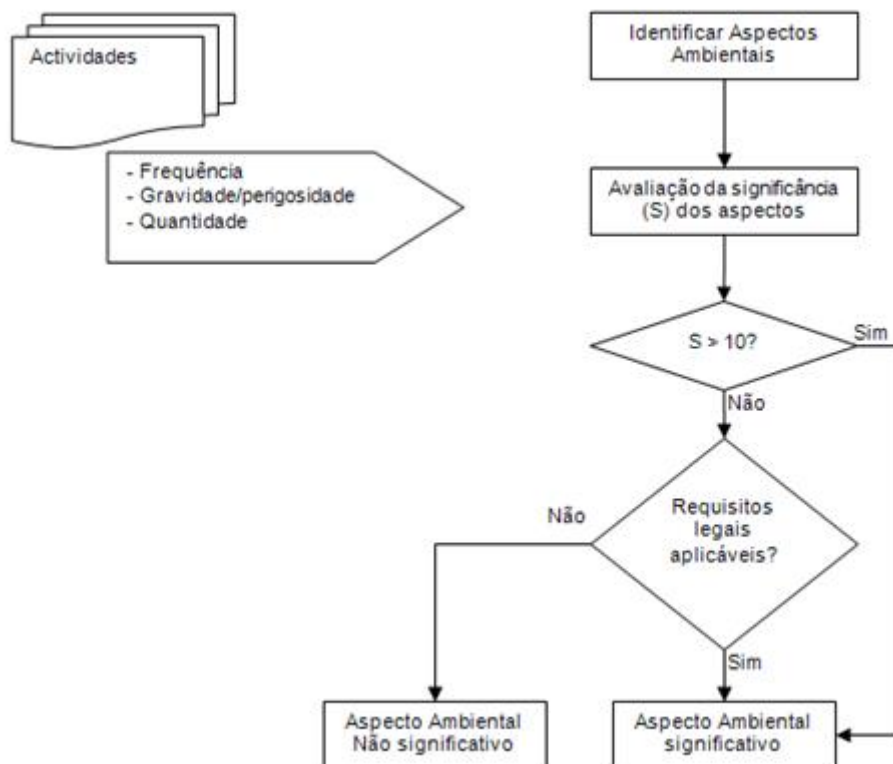 Actividades
Identificar Aspectos
Ambientais
- Frequência
- Gravidade/perigosidade
- Quantidade
Avaliação da significância
(S) dos aspectos
S > 10?
Sim
Não
Requisitos
legais
aplicáveis?
Não
Sim
Aspecto Ambiental
Não significativo
Aspecto Ambiental
significativo